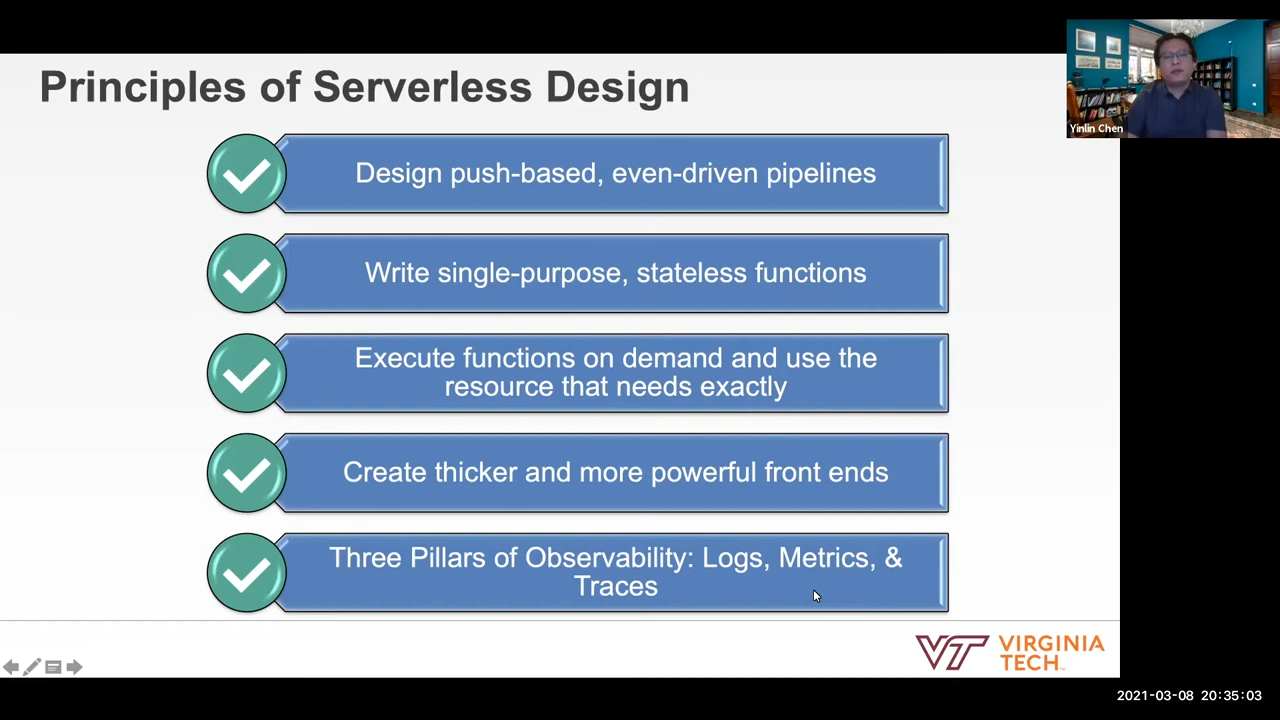 Principles of Serverless Design
Yinlin Chen
Design push-based, even-driven pipelines
Write single-purpose, stateless functions
Execute functions on demand and use the
resource that needs exactly
Create thicker and more powerful front ends
Three Pillars of Observability: Logs, Metrics, &
Traces
VT VIRGINIA
TECH
2021-03-08 20:35:03